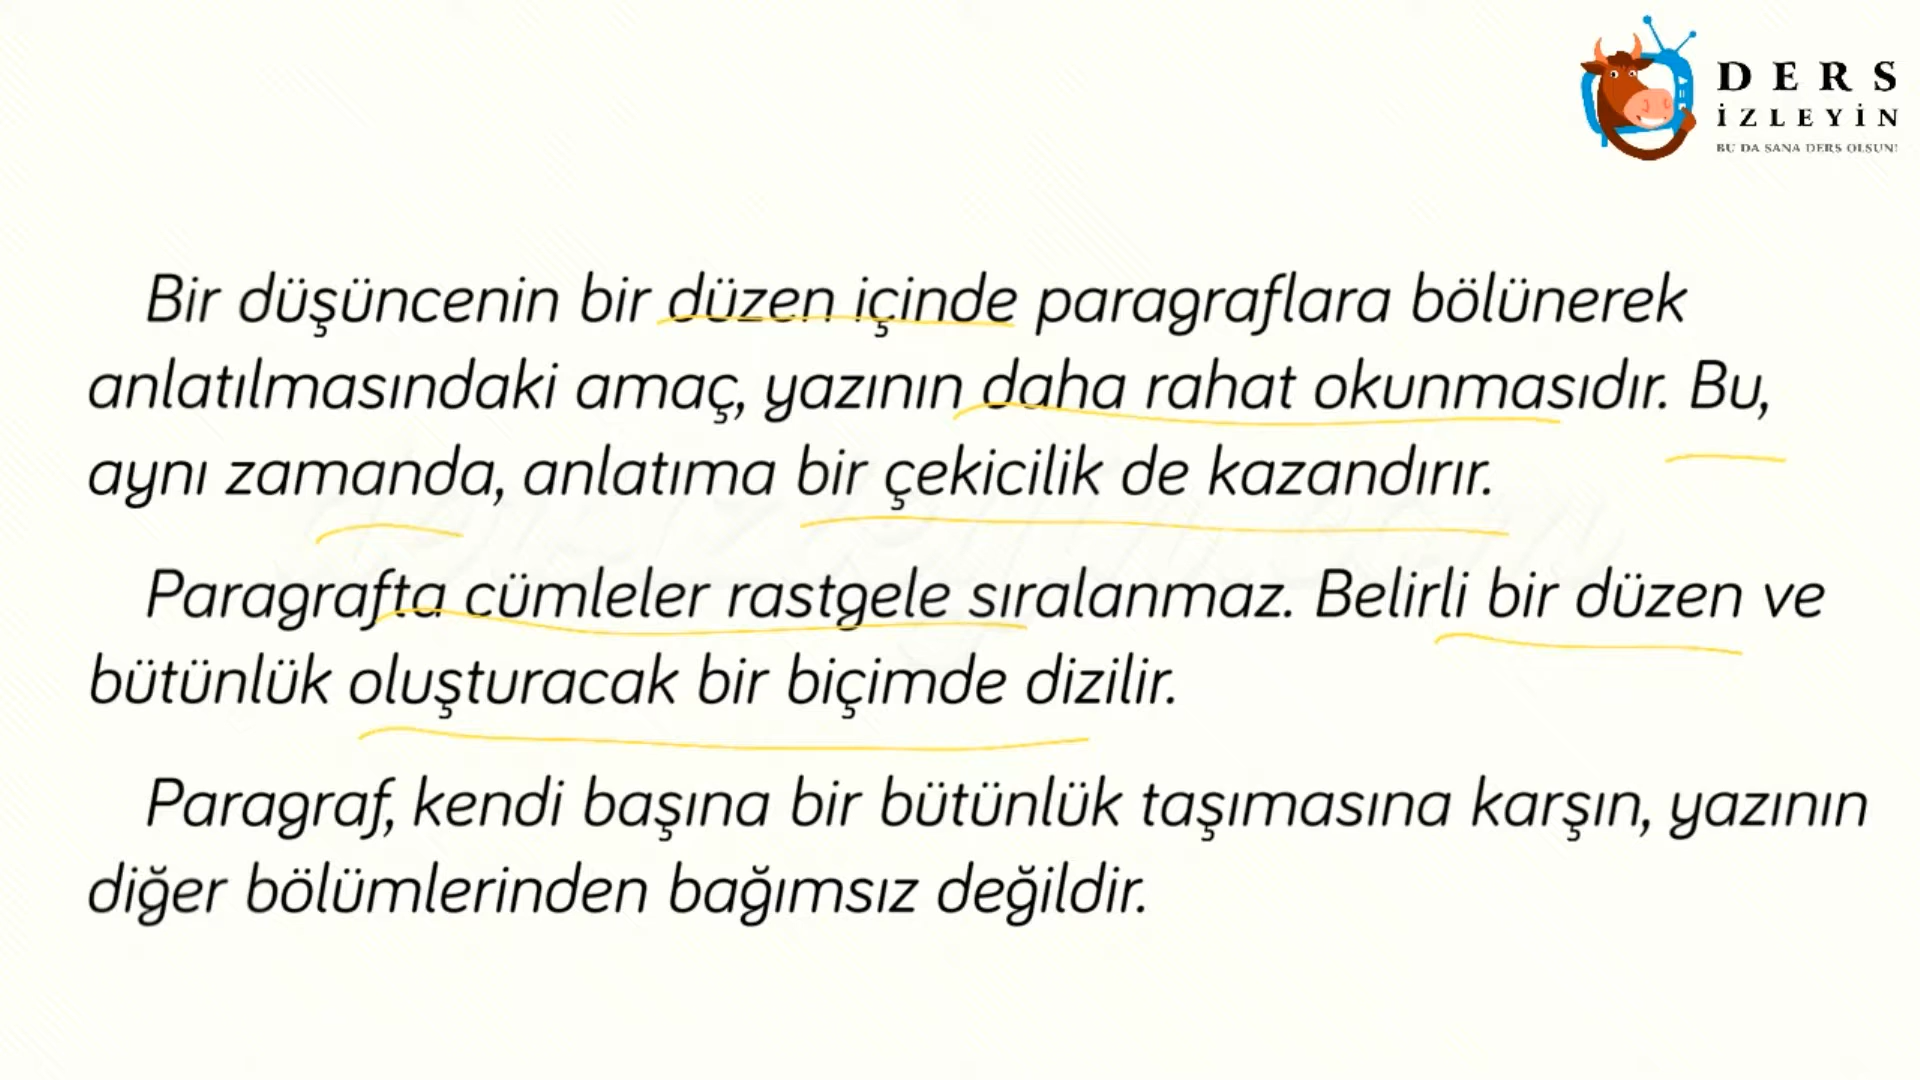 DERS
İZLEYİN
BU DA SANA DERS OLSUN!
Bir düşüncenin bir düzen içinde paragraflara bölünerek
anlatılmasındaki amaç, yazının daha rahat okunmasıdır. Bu,
aynı zamanda, anlatıma bir çekicilik de kazandırır.
Paragrafta cümleler rastgele sıralanmaz. Belirli bir düzen ve
bütünlük oluşturacak bir biçimde dizilir.
Paragraf, kendi başına bir bütünlük taşımasına karşın, yazının
diğer bölümlerinden bağımsız değildir.